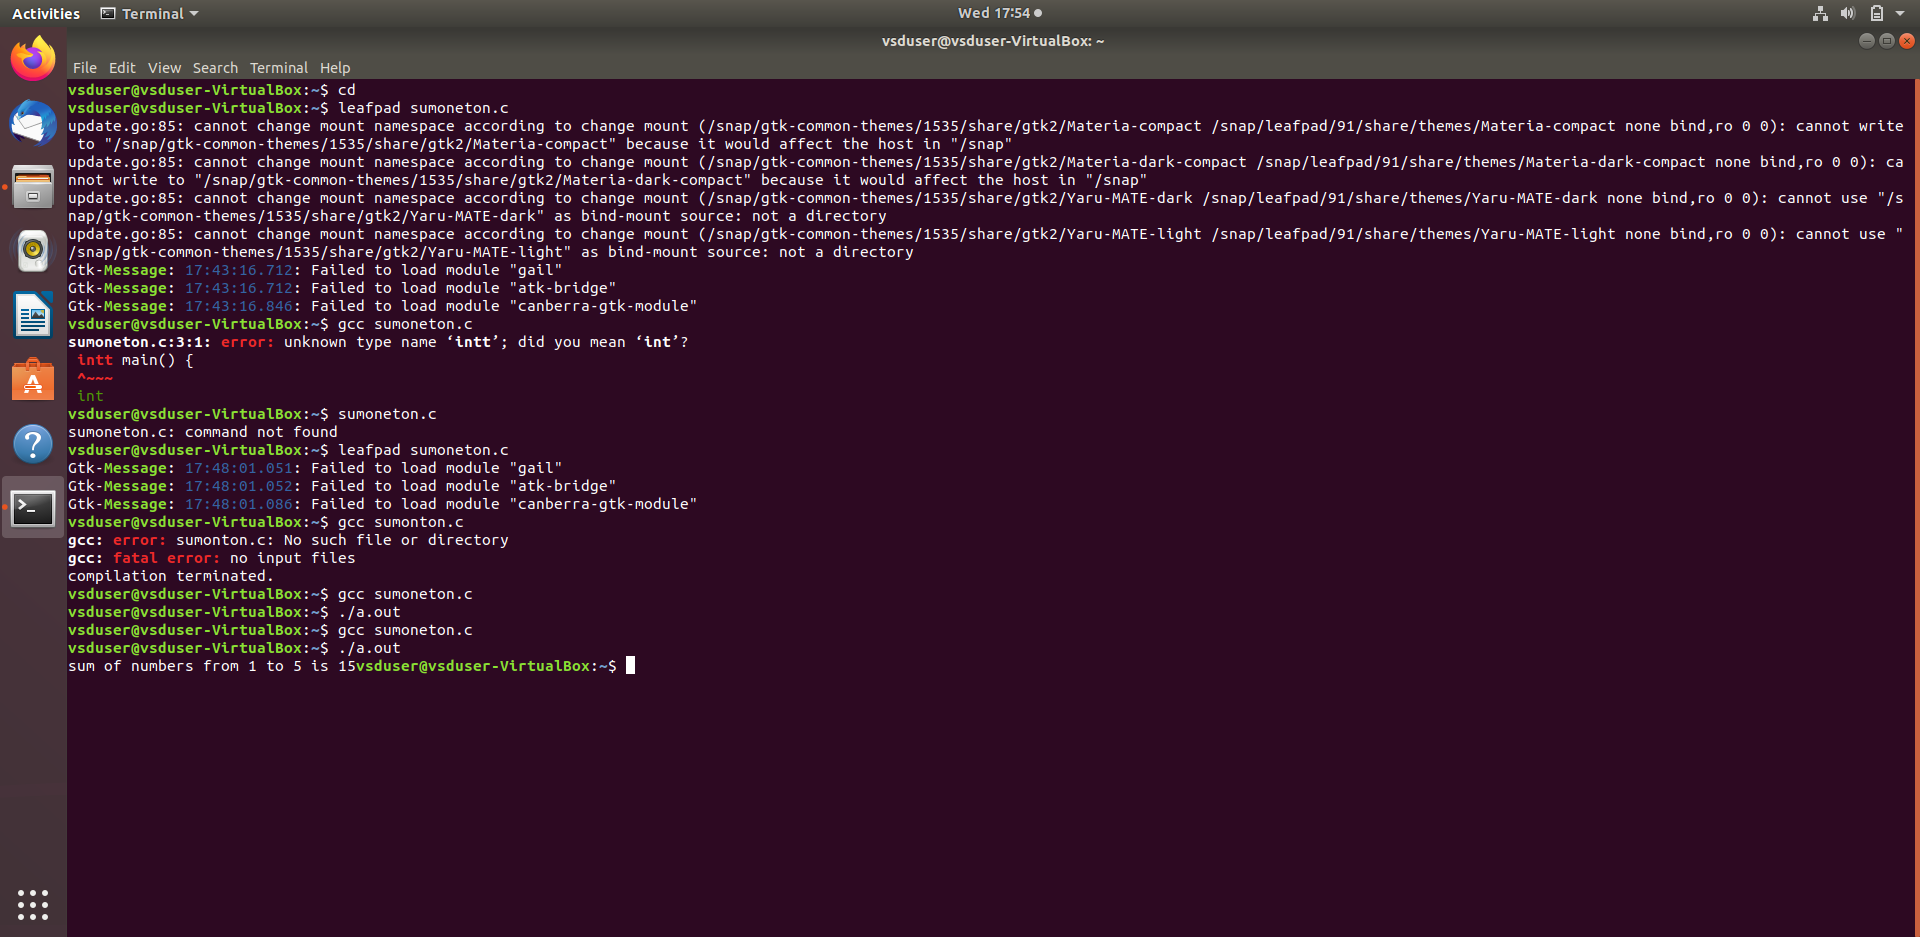 Activities Terminal Wed 17:54
vsduser@vsduser-VirtualBox: ~
File Edit View Search Terminal Help
vsduser@vsduser-VirtualBox:~$ cd
vsduser@vsduser-VirtualBox:~$ leafpad sumoneton.c
update.go:85: cannot change mount namespace according to change mount (/snap/gtk-common-themes/1535/share/gtk2/Materia-compact /snap/leafpad/91/share/themes/Materia-compact none bind,ro 0 0): cannot write
 to "/snap/gtk-common-themes/1535/share/gtk2/Materia-compact" because it would affect the host in "/snap"
update.go:85: cannot change mount namespace according to change mount (/snap/gtk-common-themes/1535/share/gtk2/Materia-dark-compact /snap/leafpad/91/share/themes/Materia-dark-compact none bind,ro 0 0): ca
nnot write to "/snap/gtk-common-themes/1535/share/gtk2/Materia-dark-compact" because it would affect the host in "/snap"
update.go:85: cannot change mount namespace according to change mount (/snap/gtk-common-themes/1535/share/gtk2/Yaru-MATE-dark /snap/leafpad/91/share/themes/Yaru-MATE-dark none bind,ro 0 0): cannot use "/s
nap/gtk-common-themes/1535/share/gtk2/Yaru-MATE-dark" as bind-mount source: not a directory
update.go:85: cannot change mount namespace according to change mount (/snap/gtk-common-themes/1535/share/gtk2/Yaru-MATE-light /snap/leafpad/91/share/themes/Yaru-MATE-light none bind,ro 0 0): cannot use "
/snap/gtk-common-themes/1535/share/gtk2/Yaru-MATE-light" as bind-mount source: not a directory
Gtk-Message: 17:43:16.712: Failed to load module "gail"
Gtk-Message: 17:43:16.712: Failed to load module "atk-bridge"
Gtk-Message: 17:43:16.846: Failed to load module "canberra-gtk-module"
vsduser@vsduser-VirtualBox:~$ gcc sumoneton.c
sumoneton.c:3:1: error: unknown type name ‘intt’; did you mean ‘int’?
 intt main() {
 ^~~~
 int
vsduser@vsduser-VirtualBox:~$ sumoneton.c
sumoneton.c: command not found
vsduser@vsduser-VirtualBox:~$ leafpad sumoneton.c
Gtk-Message: 17:48:01.051: Failed to load module "gail"
Gtk-Message: 17:48:01.052: Failed to load module "atk-bridge"
Gtk-Message: 17:48:01.086: Failed to load module "canberra-gtk-module"
vsduser@vsduser-VirtualBox:~$ gcc sumonton.c
gcc: error: sumonton.c: No such file or directory
gcc: fatal error: no input files
compilation terminated.
vsduser@vsduser-VirtualBox:~$ gcc sumoneton.c
vsduser@vsduser-VirtualBox:~$ ./a.out
vsduser@vsduser-VirtualBox:~$ gcc sumoneton.c
vsduser@vsduser-VirtualBox:~$ ./a.out
sum of numbers from 1 to 5 is 15vsduser@vsduser-VirtualBox:~$